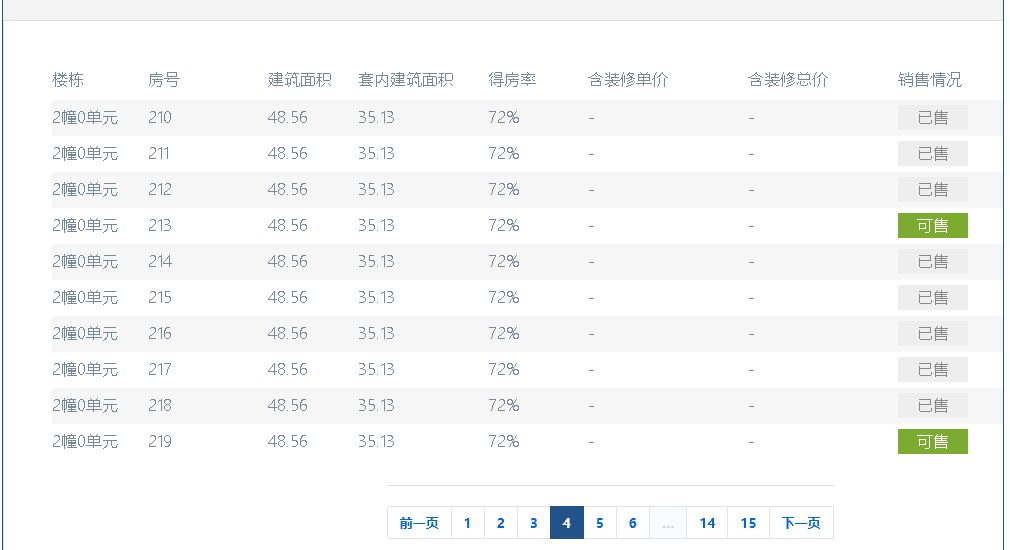 楼栋 房号 建筑面积 套内建筑面积 得房率 含装修单价 含装修总价 销售情况
2幢0单元 210 48.56 35.13 72% - - 已售
2幢0单元 211 48.56 35.13 72% - - 已售
2幢0单元 212 48.56 35.13 72% - - 已售
2幢0单元 213 48.56 35.13 72% - - 可售
2幢0单元 214 48.56 35.13 72% - - 已售
2幢0单元 215 48.56 35.13 72% - - 已售
2幢0单元 216 48.56 35.13 72% - - 已售
2幢0单元 217 48.56 35.13 72% - - 已售
2幢0单元 218 48.56 35.13 72% - - 已售
2幢0单元 219 48.56 35.13 72% - - 可售
前一页 1 2 3 4 5 6 ... 14 15 下一页